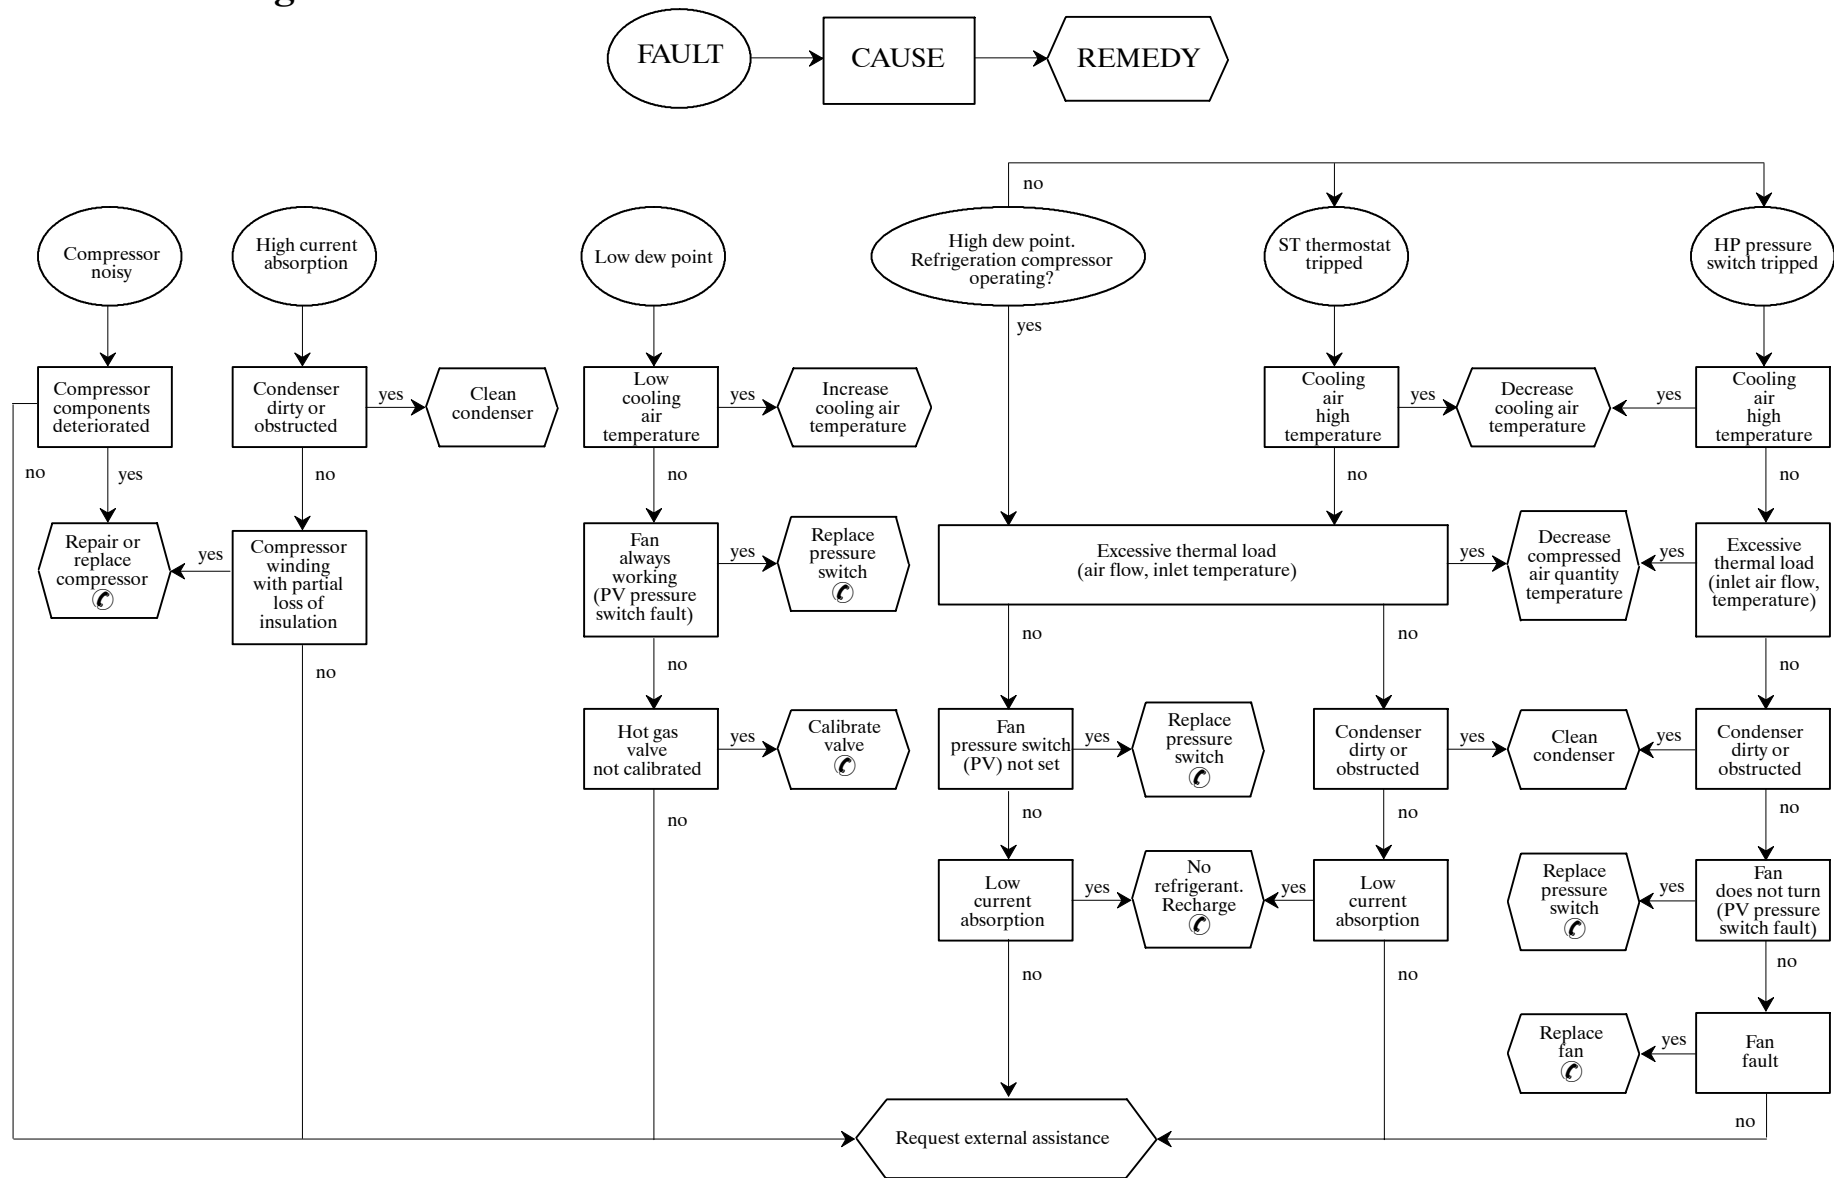 FAULT
CAUSE
REMEDY
no
Compressor
noisy
High current
absorption
Low dew point
High dew point.
Refrigeration compressor
operating?
ST thermostat
tripped
HP pressure
switch tripped
yes
Compressor
components
deteriorated
Condenser
dirty or
obstructed
yes
Clean
condenser
Low
cooling
air
temperature
yes
Increase
cooling air
temperature
Cooling
air
high
temperature
yes
Decrease
cooling air
temperature
yes
Cooling
air
high
temperature
no
yes
no
no
no
no
Repair or
replace
compressor
yes
Compressor
winding
with partial
loss of
insulation
Fan
always
working
(PV pressure
switch fault)
yes
Replace
pressure
switch
Excessive thermal load
(air flow, inlet temperature)
yes
Decrease
compressed
air quantity
temperature
yes
Excessive
thermal load
(inlet air flow,
temperature)
no
no
no
no
no
Hot gas
valve
not calibrated
yes
Calibrate
valve
Fan
pressure switch
(PV) not set
yes
Replace
pressure
switch
Condenser
dirty or
obstructed
yes
Clean
condenser
yes
Condenser
dirty or
obstructed
no
no
no
no
Low
current
absorption
yes
No
refrigerant.
Recharge
yes
Low
current
absorption
Replace
pressure
switch
yes
Fan
does not turn
(PV pressure
switch fault)
no
no
no
Replace
fan
yes
Fan
fault
no
Request external assistance